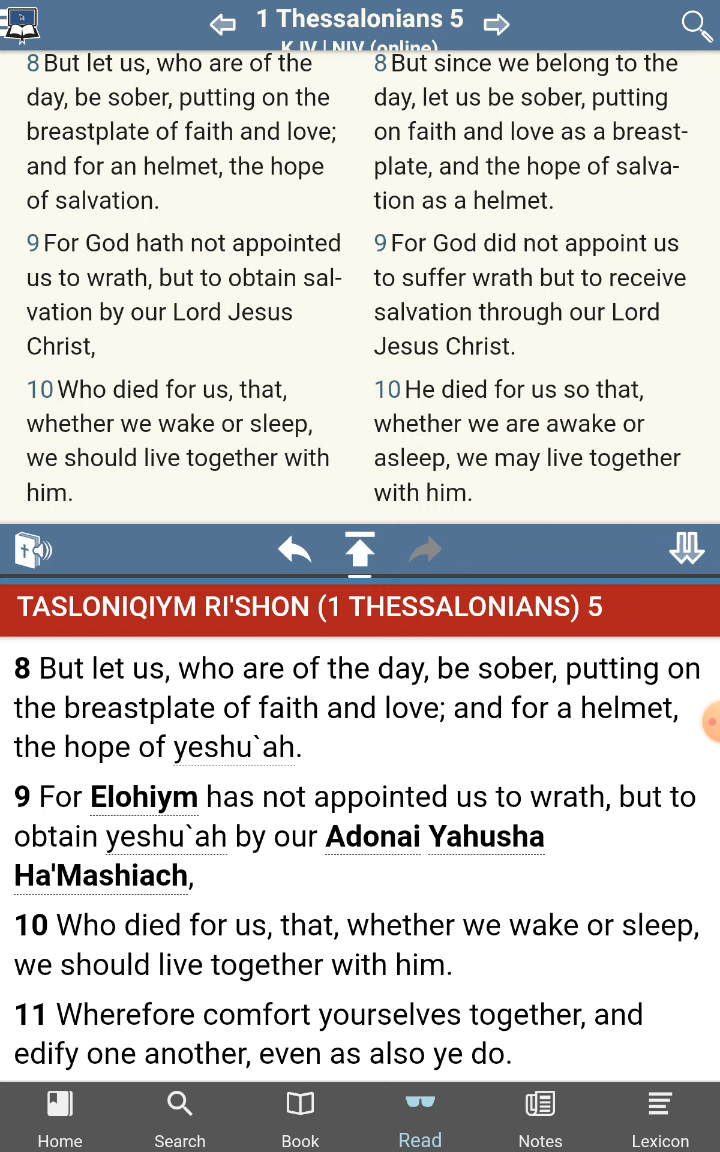 1 Thessalonians 5
KJV | NIV (online)
8 But let us, who are of the
day, be sober, putting on the
breastplate of faith and love;
and for an helmet, the hope
of salvation.
9 For God hath not appointed
us to wrath, but to obtain sal-
vation by our Lord Jesus
Christ,
10 Who died for us, that,
whether we wake or sleep,
we should live together with
him.
8 But since we belong to the
day, let us be sober, putting
on faith and love as a breast-
plate, and the hope of salva-
tion as a helmet.
9 For God did not appoint us
to suffer wrath but to receive
salvation through our Lord
Jesus Christ.
10 He died for us so that,
whether we are awake or
asleep, we may live together
with him.
TASLONIQIYM RI'SHON (1 THESSALONIANS) 5
8 But let us, who are of the day, be sober, putting on
the breastplate of faith and love; and for a helmet,
the hope of yeshu`ah.
9 For Elohiym has not appointed us to wrath, but to
obtain yeshu`ah by our Adonai Yahusha
Ha'Mashiach,
10 Who died for us, that, whether we wake or sleep,
we should live together with him.
11 Wherefore comfort yourselves together, and
edify one another, even as also ye do.
Home
Search
Book
Read
Notes
Lexicon